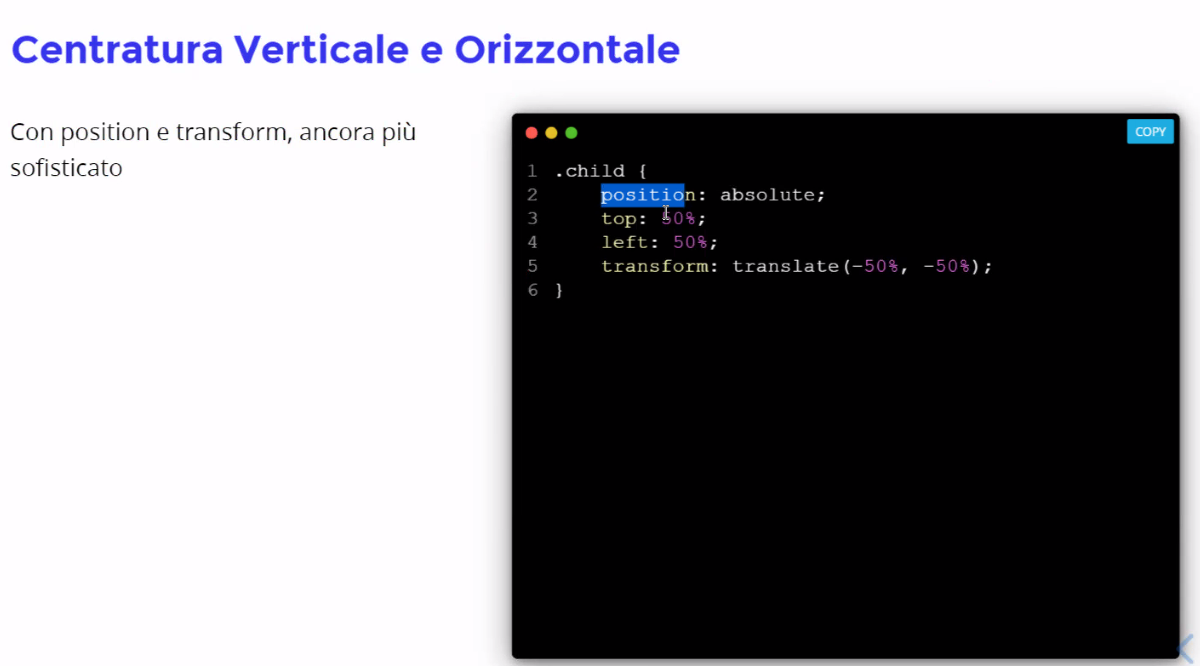 Centratura Verticale e Orizzontale
Con position e transform, ancora più
sofisticato
COPY
1 .child {
2     position: absolute;
3     top: 50%;
4     left: 50%;
5     transform: translate(-50%, -50%);
6 }